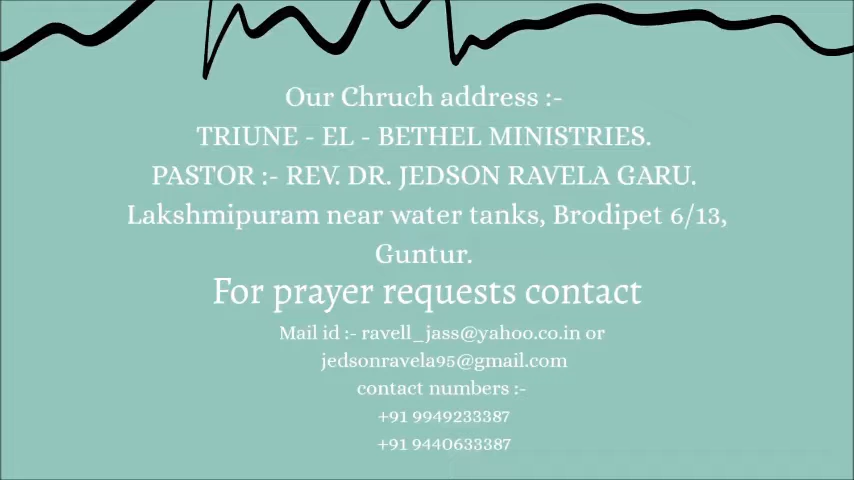 Our Chruch address :-
TRIUNE - EL - BETHEL MINISTRIES.
PASTOR :- REV. DR. JEDSON RAVELA GARU.
Lakshmipuram near water tanks, Brodipet 6/13,
Guntur.
For prayer requests contact
Mail id :- ravell_jass@yahoo.co.in or
jedsonravela95@gmail.com
contact numbers :-
+91 9949233387
+91 9440633387